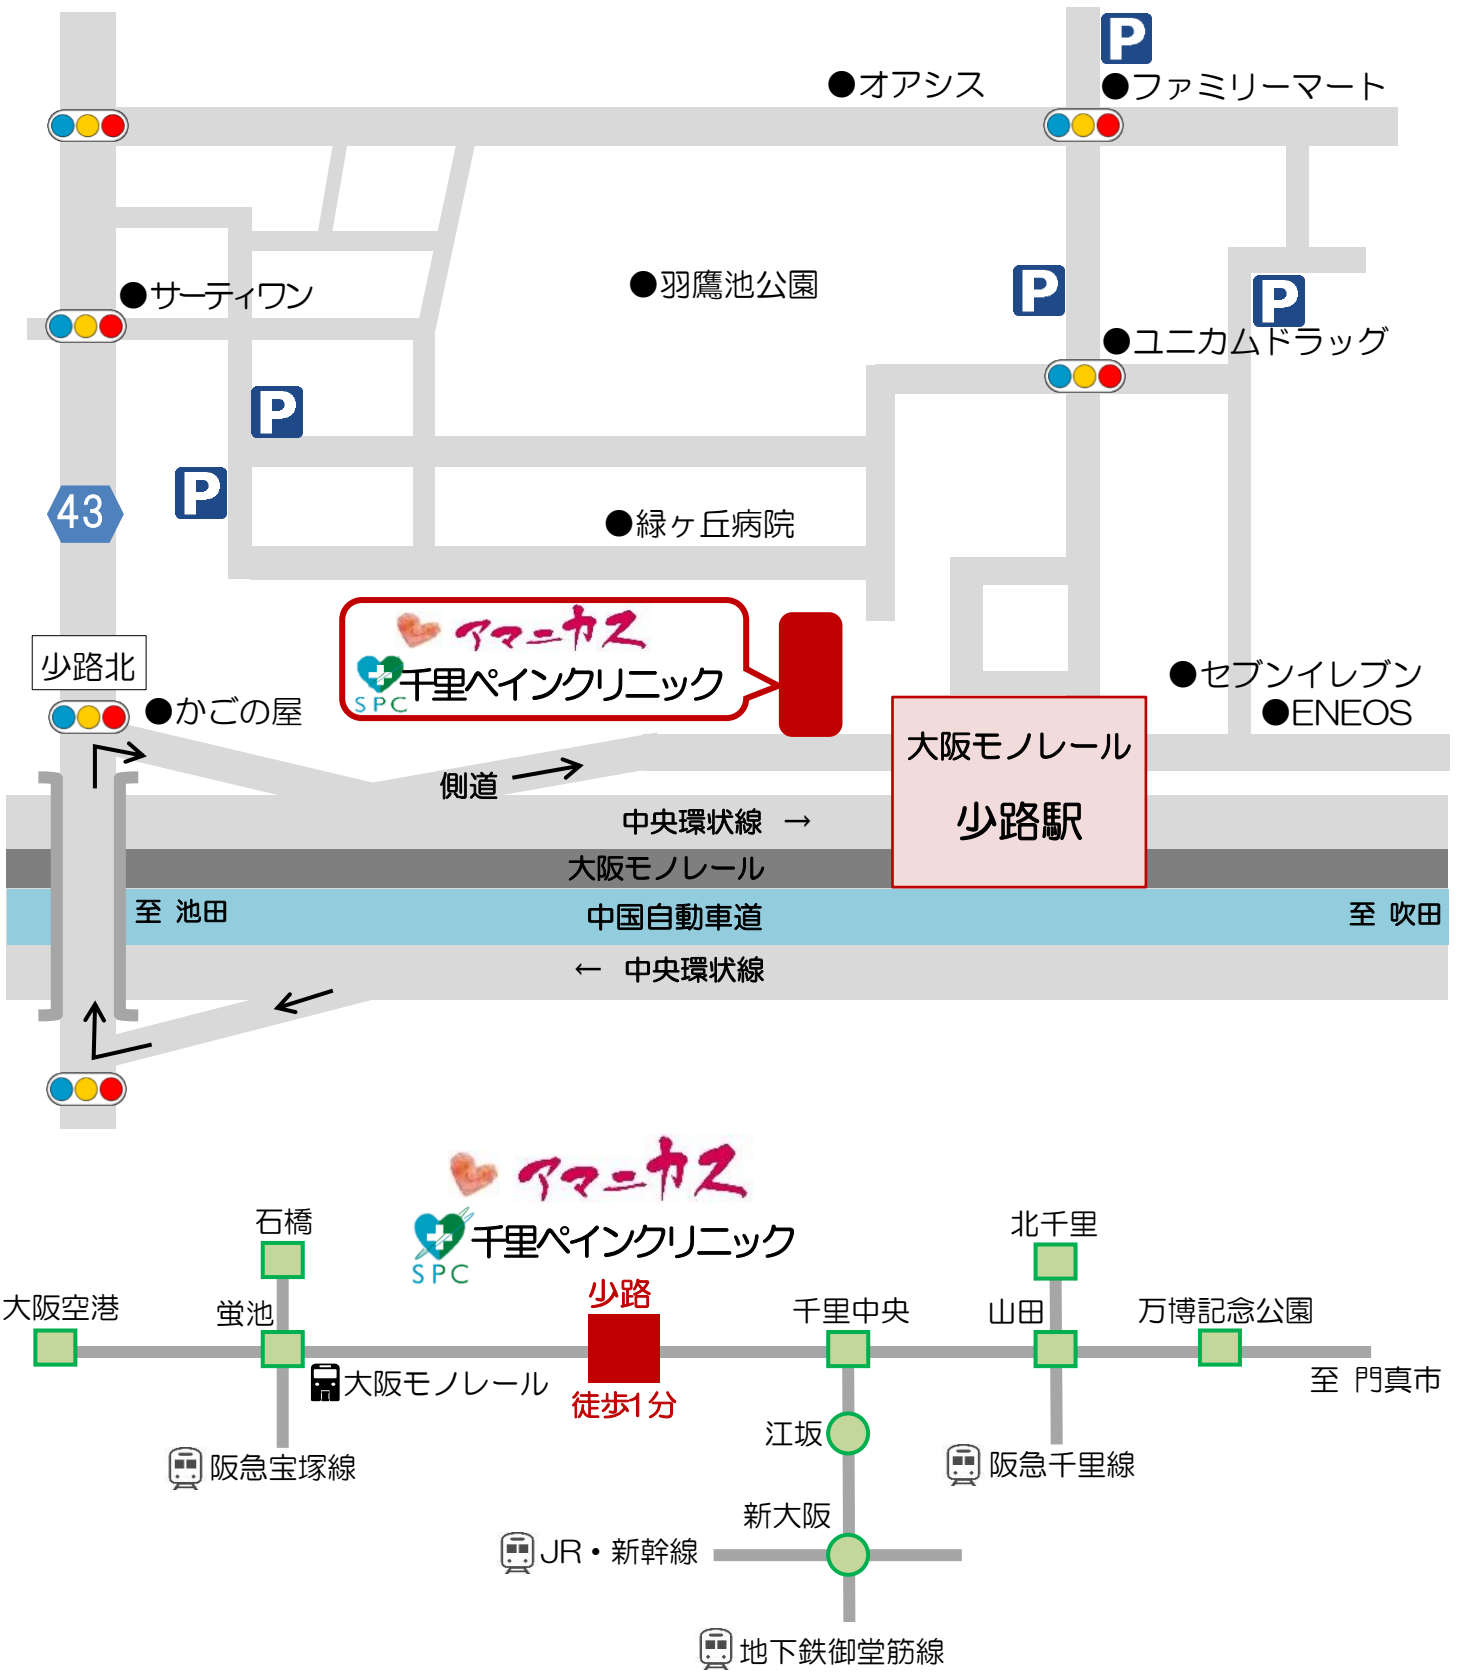 P
●オアシス
●ファミリーマート
●サーティワン
●羽鷹池公園
P
P
●ユニカムドラッグ
P
P
43
●緑ヶ丘病院
アマニカス
千里ペインクリニック
SPC
少路北
●かごの屋
●セブンイレブン
●ENEOS
大阪モノレール
少路駅
側道
中央環状線 →
大阪モノレール
至 池田
中国自動車道
至 吹田
← 中央環状線
アマニカス
千里ペインクリニック
SPC
石橋
北千里
少路
大阪空港
蛍池
千里中央
山田
万博記念公園
大阪モノレール
徒歩1分
至 門真市
江坂
阪急宝塚線
阪急千里線
新大阪
JR・新幹線
地下鉄御堂筋線